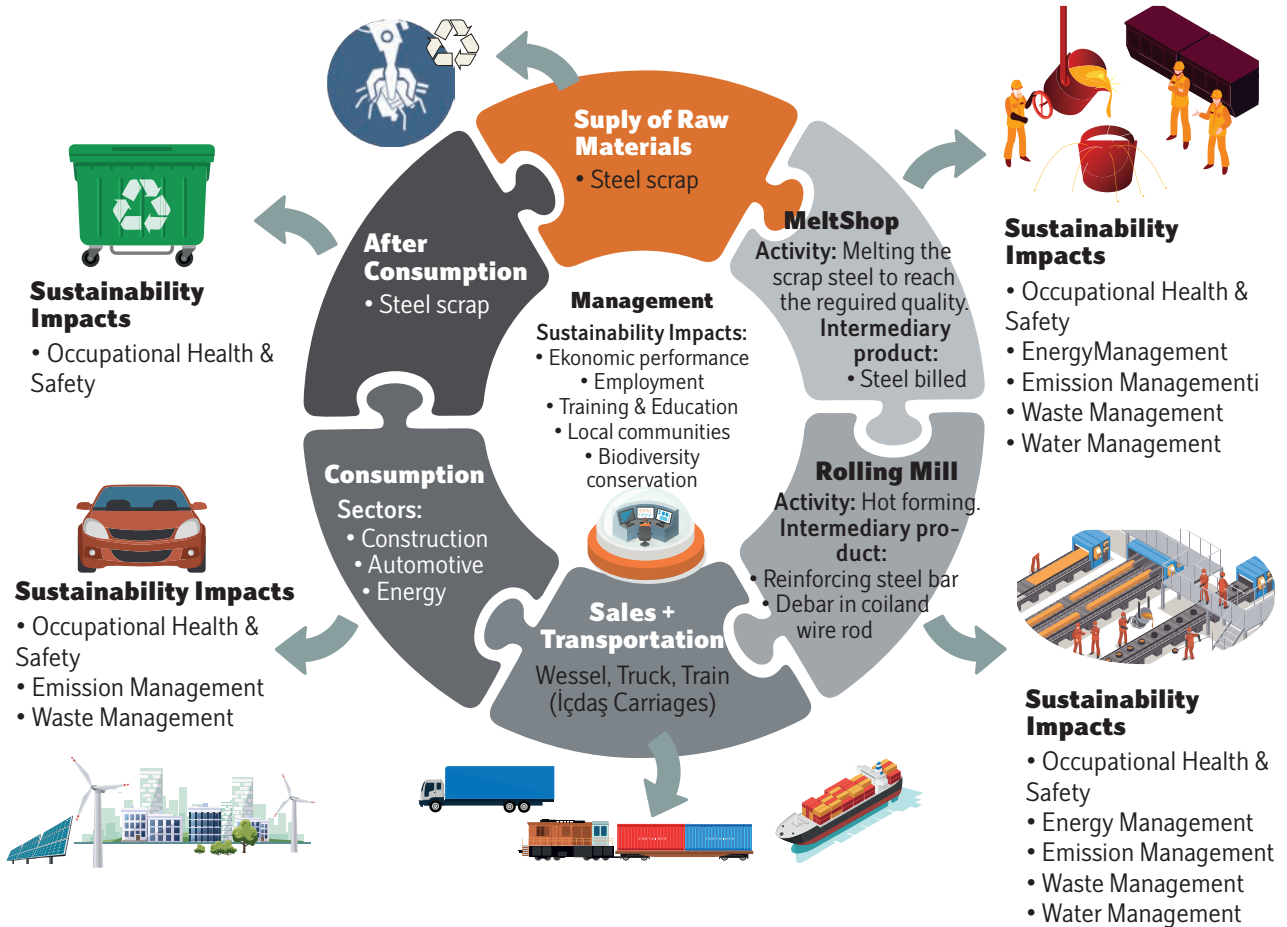 Suply of Raw
Materials
• Steel scrap
MeltShop
Activity: Melting the
scrap steel to reach
the reguired quality.
Intermediary
product:
• Steel billed
Sustainability
Impacts
• Occupational Health &
Safety
• EnergyManagement
• Emission Managementi
• Waste Management
• Water Management
Rolling Mill
Activity: Hot forming.
Intermediary pro-
duct:
• Reinforcing steel bar
• Debar in coiland
wire rod
Sustainability
Impacts
• Occupational Health &
Safety
• Energy Management
• Emission Management
• Waste Management
• Water Management
Sales +
Transportation
Wessel, Truck, Train
(İçdaş Carriages)
Consumption
Sectors:
• Construction
• Automotive
• Energy
Sustainability Impacts
• Occupational Health &
Safety
• Emission Management
• Waste Management
After
Consumption
• Steel scrap
Sustainability
Impacts
• Occupational Health &
Safety
Management
Sustainability Impacts:
• Ekonomic performance
• Employment
• Training & Education
• Local communities
• Biodiversity
conservation